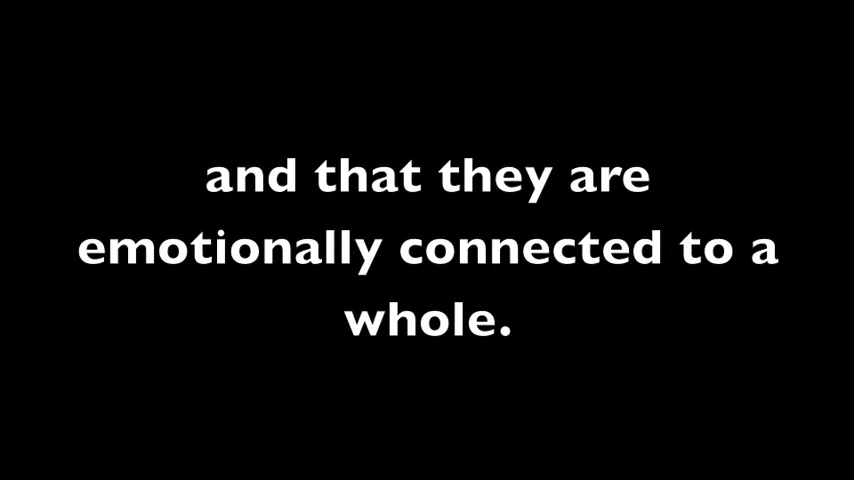 and that they are
emotionally connected to a
whole.